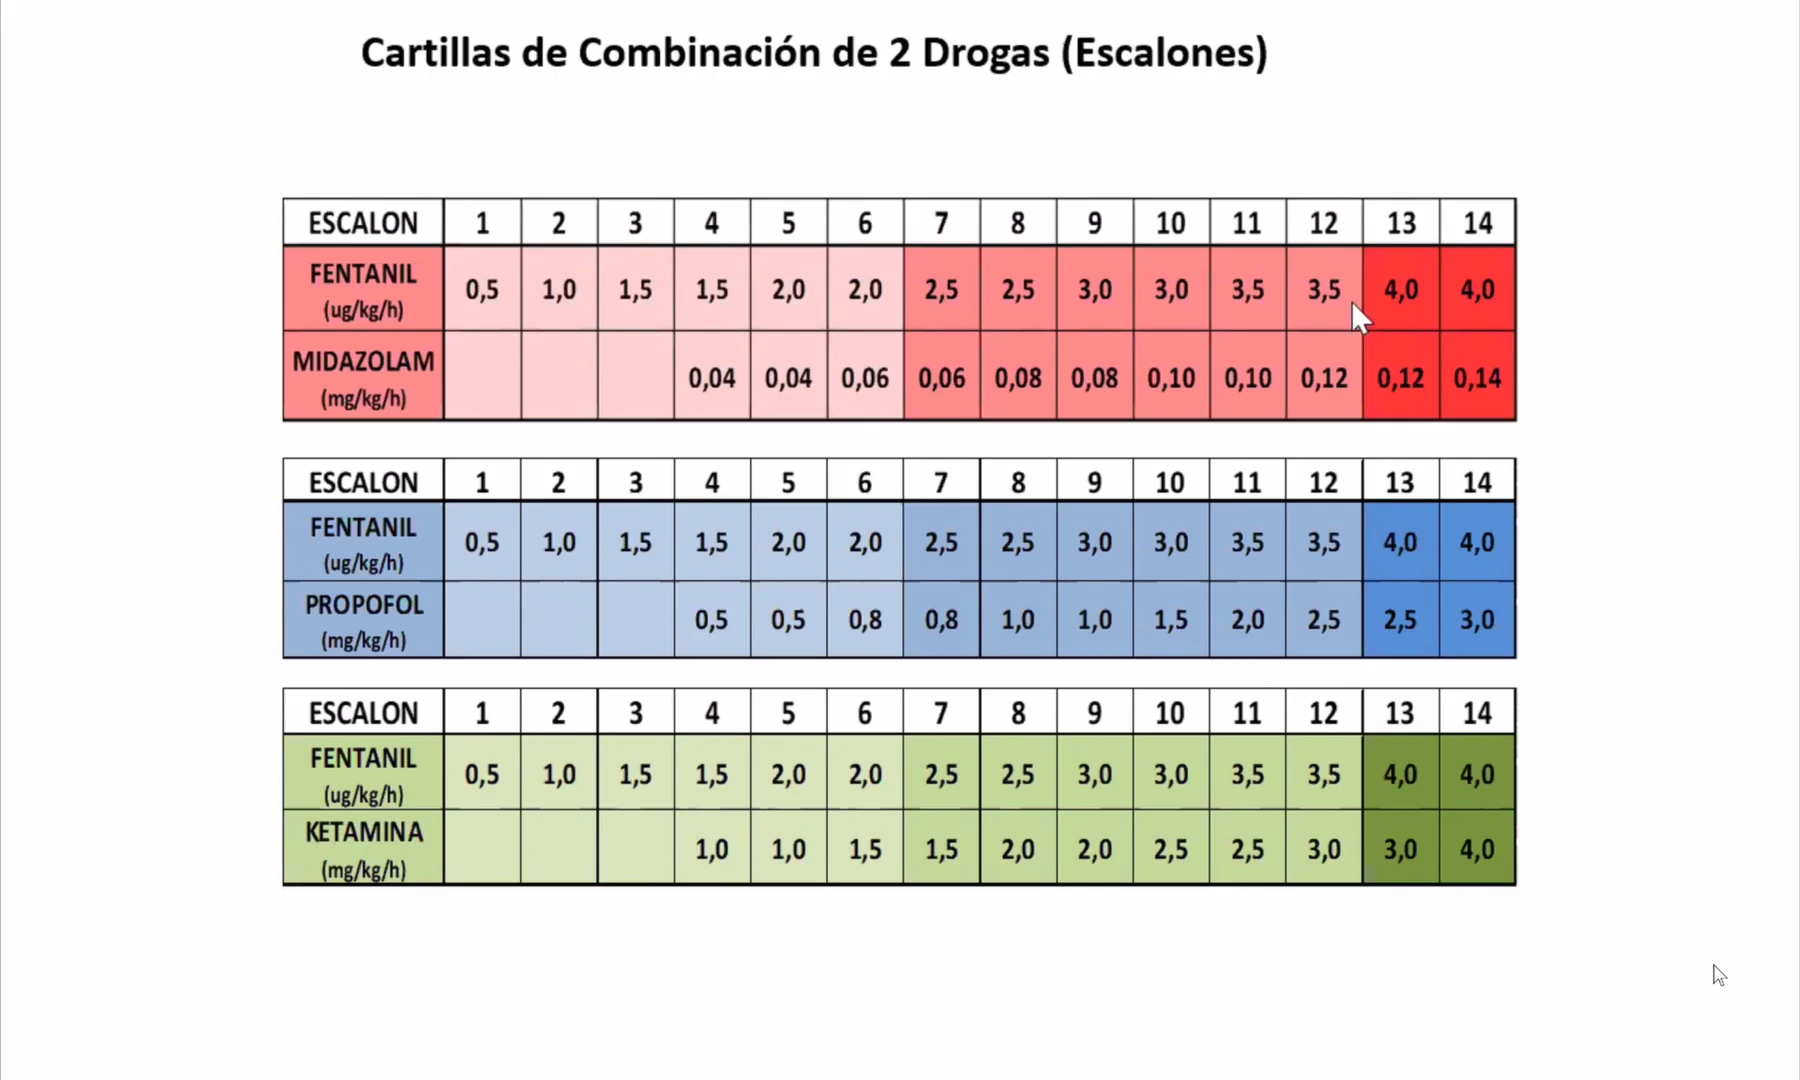 Cartillas de Combinación de 2 Drogas (Escalones)
ESCALON 1 2 3 4 5 6 7 8 9 10 11 12 13 14
FENTANIL (ug/kg/h) 0,5 1,0 1,5 1,5 2,0 2,0 2,5 2,5 3,0 3,0 3,5 3,5 4,0 4,0
MIDAZOLAM (mg/kg/h) 0,04 0,04 0,06 0,06 0,08 0,08 0,10 0,10 0,12 0,12 0,14
ESCALON 1 2 3 4 5 6 7 8 9 10 11 12 13 14
FENTANIL (ug/kg/h) 0,5 1,0 1,5 1,5 2,0 2,0 2,5 2,5 3,0 3,0 3,5 3,5 4,0 4,0
PROPOFOL (mg/kg/h) 0,5 0,5 0,8 0,8 1,0 1,0 1,5 2,0 2,5 2,5 3,0
ESCALON 1 2 3 4 5 6 7 8 9 10 11 12 13 14
FENTANIL (ug/kg/h) 0,5 1,0 1,5 1,5 2,0 2,0 2,5 2,5 3,0 3,0 3,5 3,5 4,0 4,0
KETAMINA (mg/kg/h) 1,0 1,0 1,5 1,5 2,0 2,0 2,5 2,5 3,0 3,0 4,0